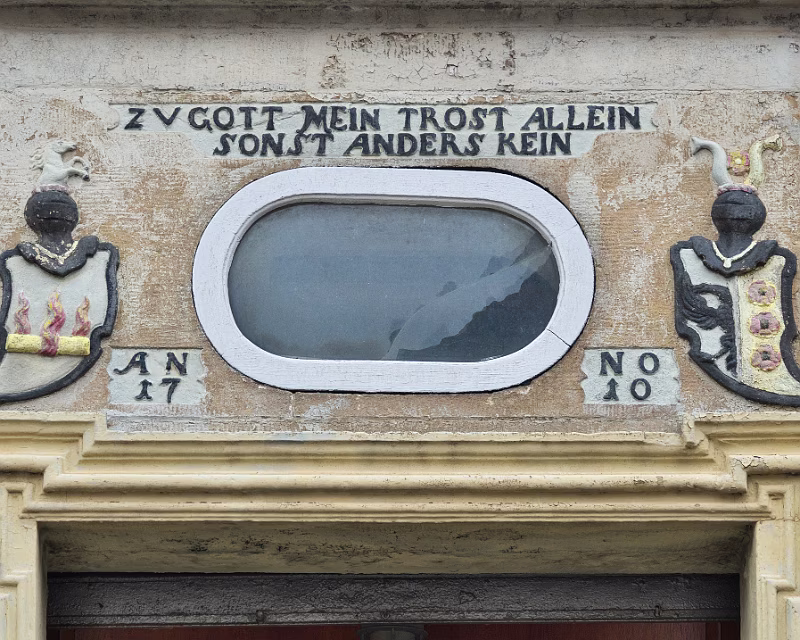 ZV GOTT MEIN TROST ALLEIN
SONST ANDERS KEIN
AN
17
NO
10